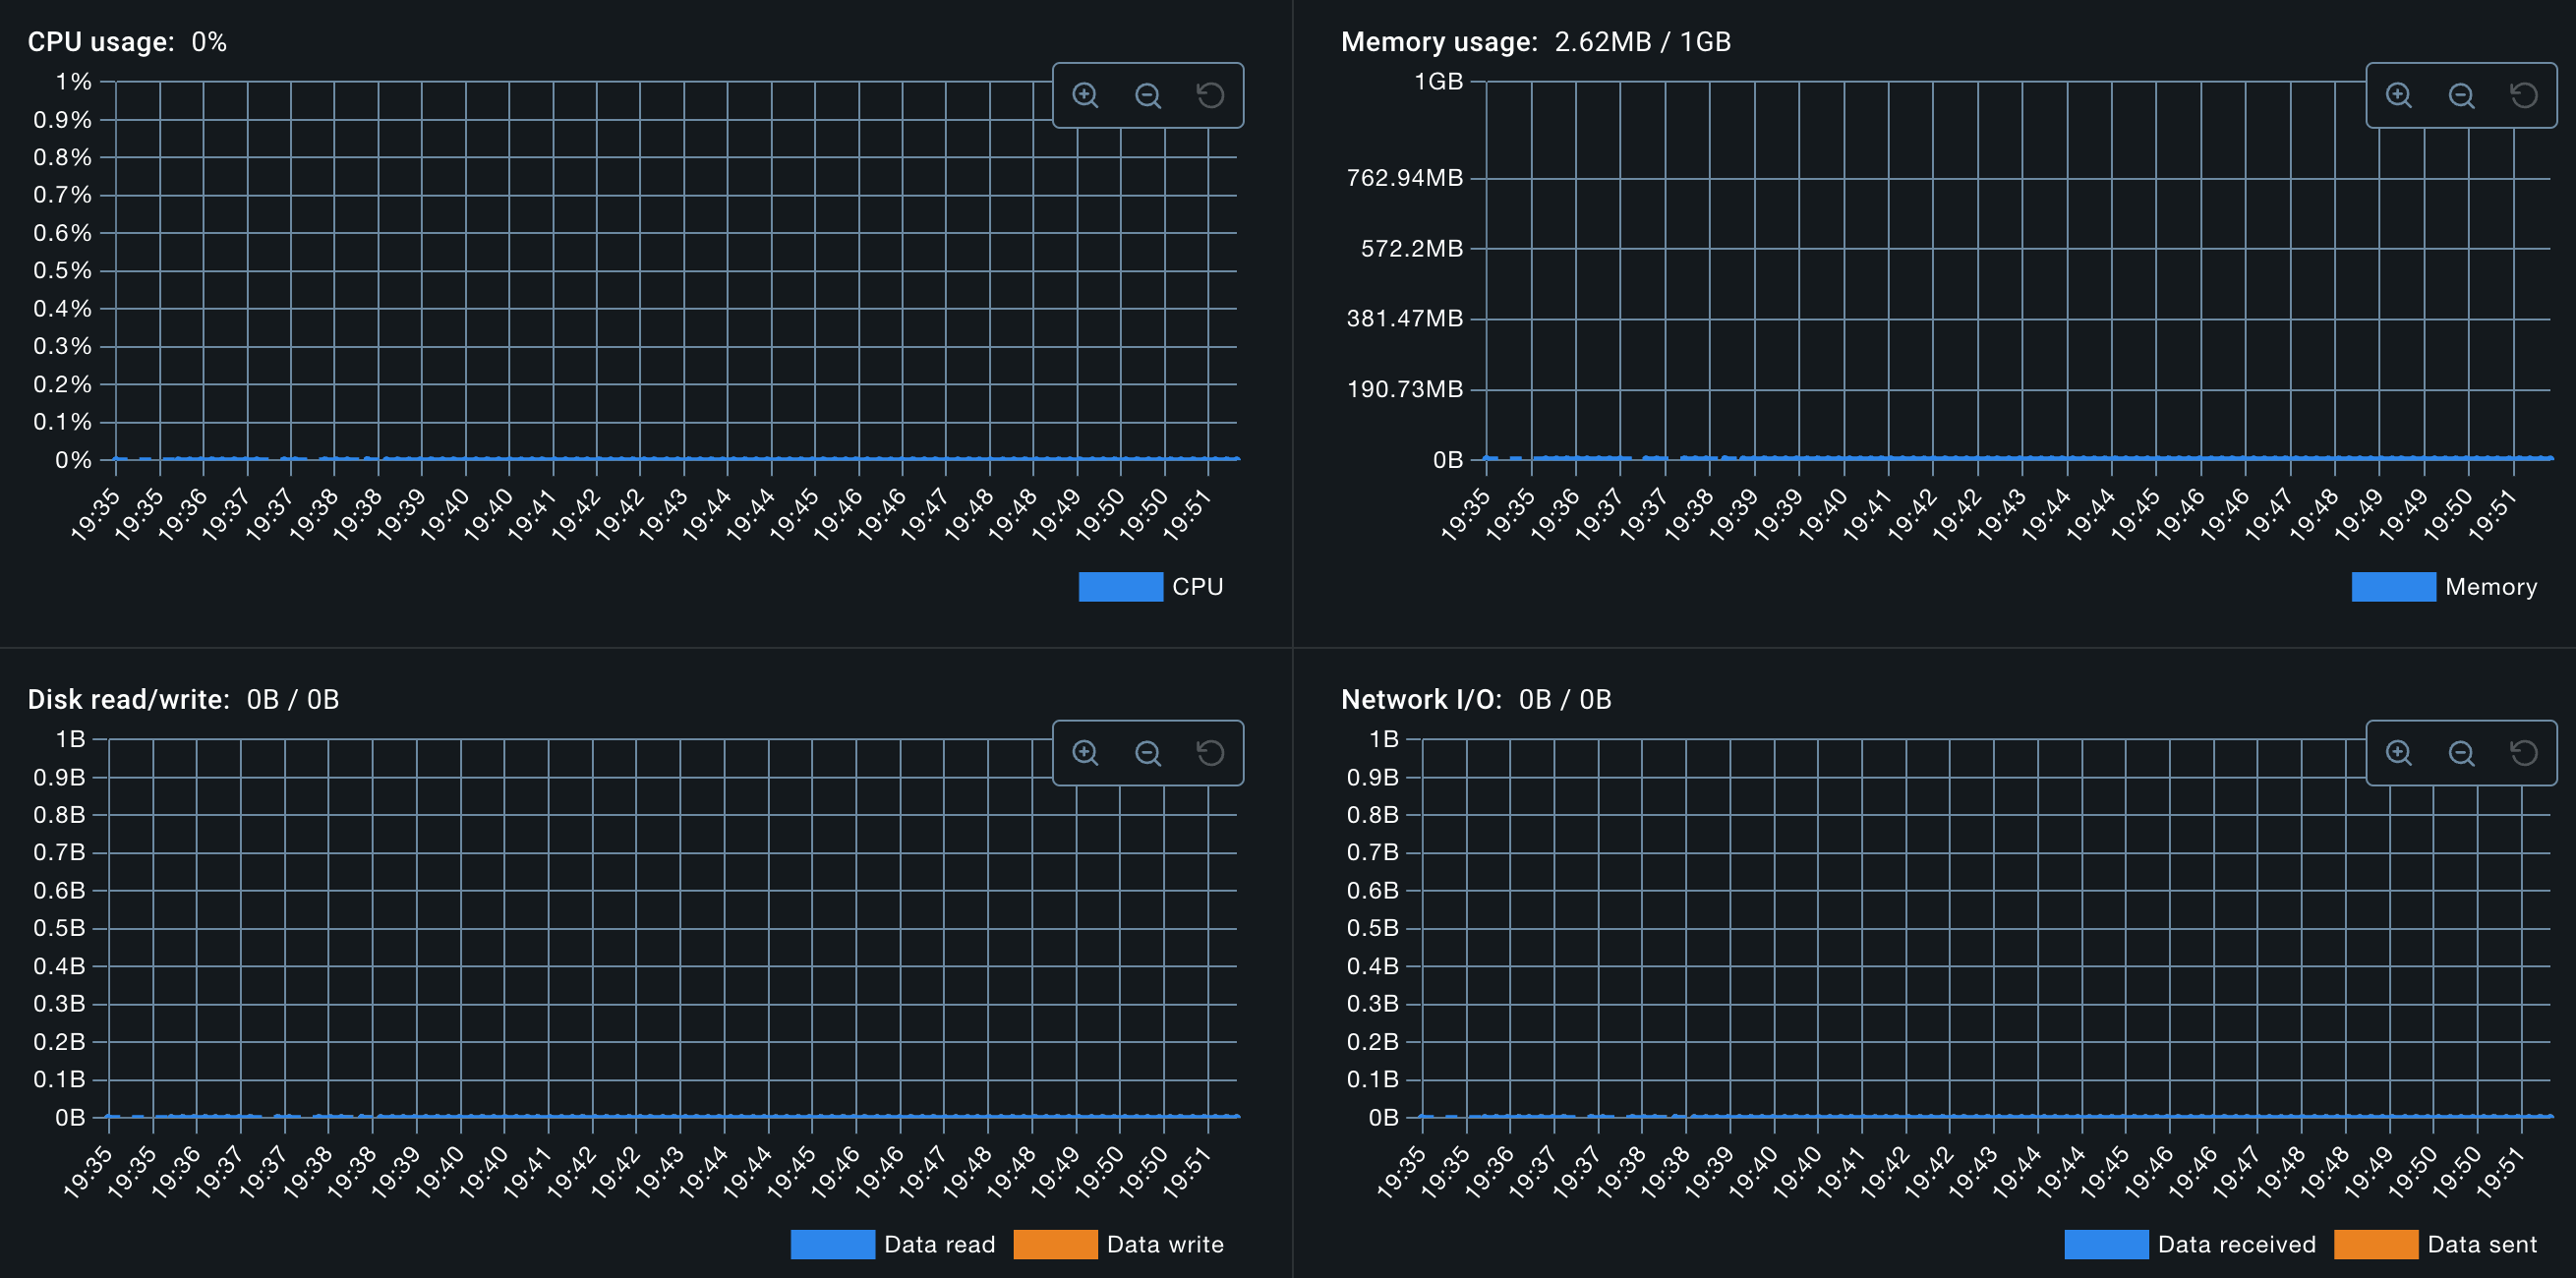 CPU usage: 0%
1%
0.9%
0.8%
0.7%
0.6%
0.5%
0.4%
0.3%
0.2%
0.1%
0%
19:35 19:35 19:36 19:37 19:37 19:38 19:38 19:39 19:40 19:40 19:41 19:42 19:42 19:43 19:44 19:44 19:45 19:46 19:46 19:47 19:48 19:48 19:49 19:50 19:50 19:51
CPU
Memory usage: 2.62MB / 1GB
1GB
762.94MB
572.2MB
381.47MB
190.73MB
0B
19:35 19:35 19:36 19:37 19:37 19:38 19:39 19:39 19:40 19:41 19:42 19:42 19:43 19:44 19:44 19:45 19:46 19:46 19:47 19:48 19:49 19:49 19:50 19:51
Memory
Disk read/write: 0B / 0B
1B
0.9B
0.8B
0.7B
0.6B
0.5B
0.4B
0.3B
0.2B
0.1B
0B
19:35 19:35 19:36 19:37 19:37 19:38 19:38 19:39 19:40 19:40 19:41 19:42 19:42 19:43 19:44 19:44 19:45 19:46 19:46 19:47 19:48 19:48 19:49 19:50 19:50 19:51
Data read Data write
Network I/O: 0B / 0B
1B
0.9B
0.8B
0.7B
0.6B
0.5B
0.4B
0.3B
0.2B
0.1B
0B
19:35 19:35 19:36 19:37 19:37 19:38 19:38 19:39 19:40 19:40 19:41 19:42 19:42 19:43 19:44 19:44 19:45 19:46 19:46 19:47 19:48 19:48 19:49 19:50 19:50 19:51
Data received Data sent